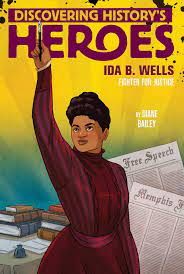 DISCOVERING HISTORY'S
HEROES
IDA B. WELLS
FIGHTER FOR JUSTICE
BY DIANE
BAILEY
Free Speech
Memphis